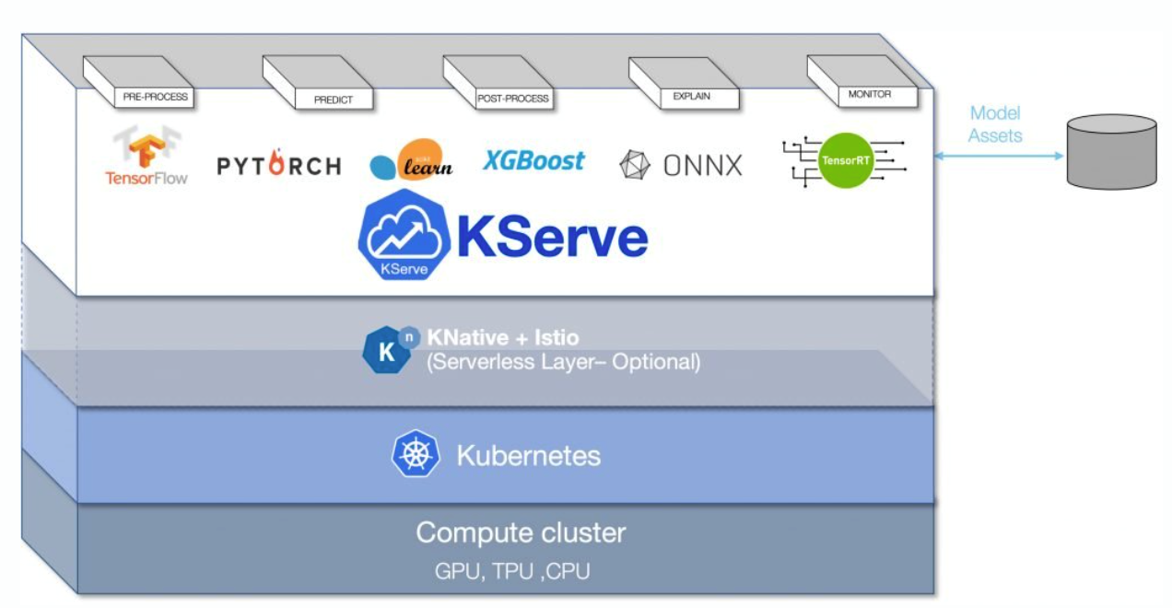 PRE-PROCESS
PREDICT
POST-PROCESS
EXPLAIN
MONITOR
TensorFlow
PYTORCH
learn
XGBoost
ONNX
TensorRT
Model
Assets
KServe
KServe
n
K
KNative + Istio
(Serverless Layer– Optional)
Kubernetes
Compute cluster
GPU, TPU ,CPU